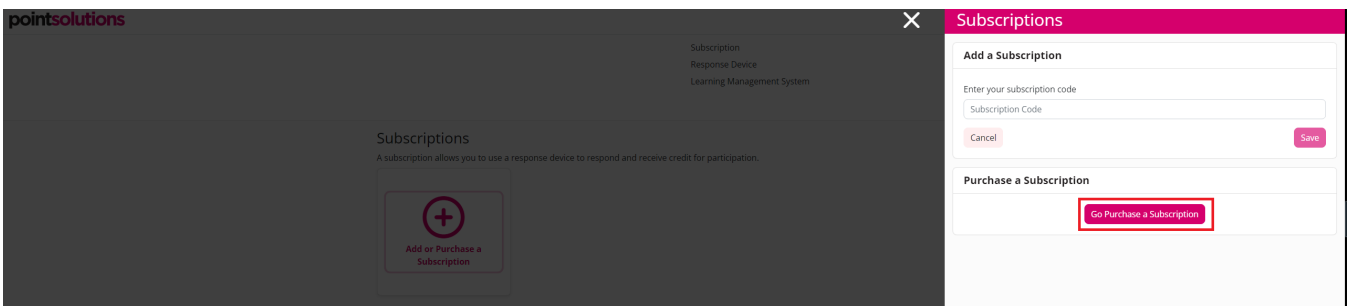 pointsolutions
Subscription
Response Device
Learning Management System
Subscriptions
A subscription allows you to use a response device to respond and receive credit for participation.
Add or Purchase a
Subscription
Subscriptions
Add a Subscription
Enter your subscription code
Subscription Code
Cancel
Save
Purchase a Subscription
Go Purchase a Subscription